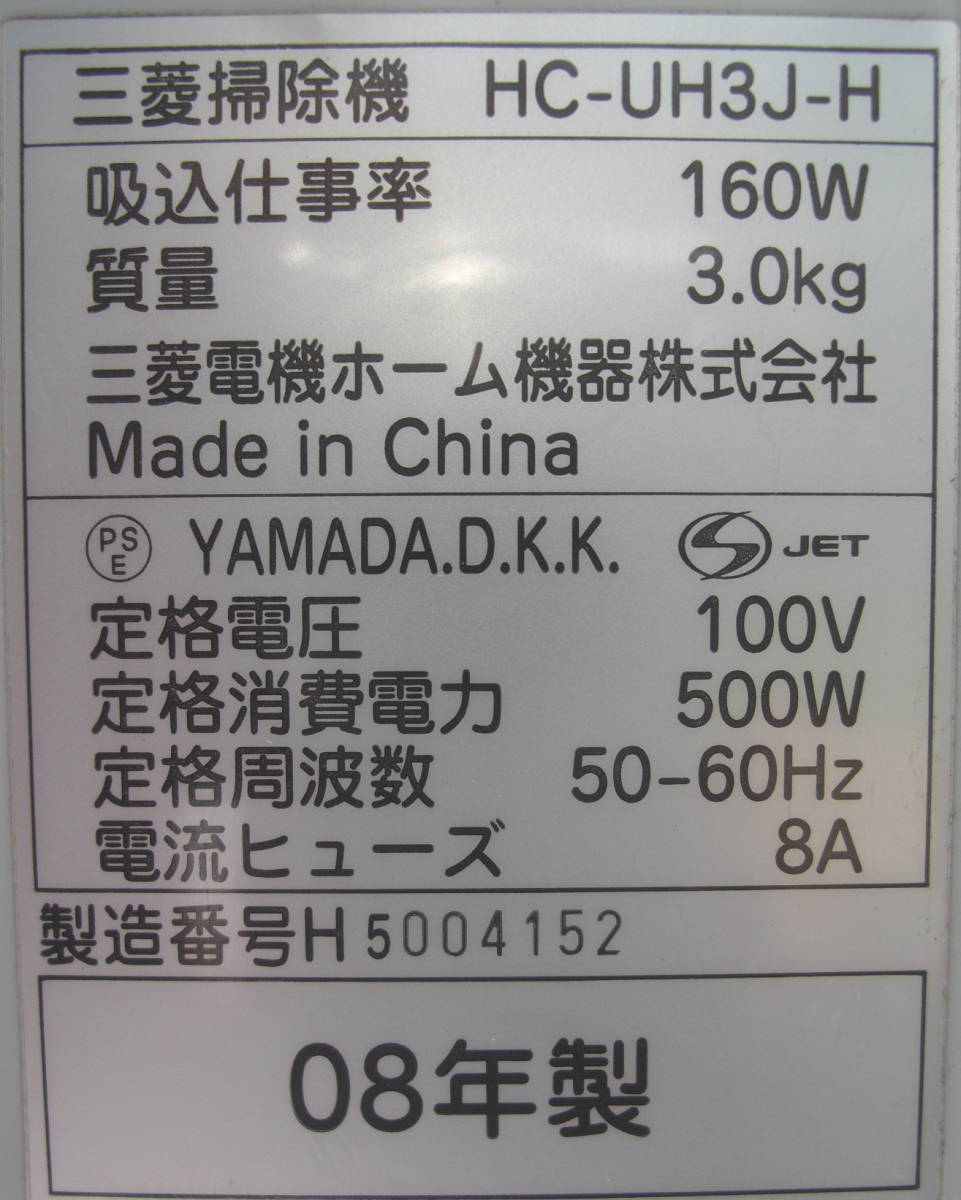 三菱掃除機 HC-UH3J-H
吸込仕事率 160W
質量 3.0kg
三菱電機ホーム機器株式会社
Made in China
PS E YAMADA.D.K.K. JET
定格電圧 100V
定格消費電力 500W
定格周波数 50-60Hz
電流ヒューズ 8A
製造番号H 5004152
08年製